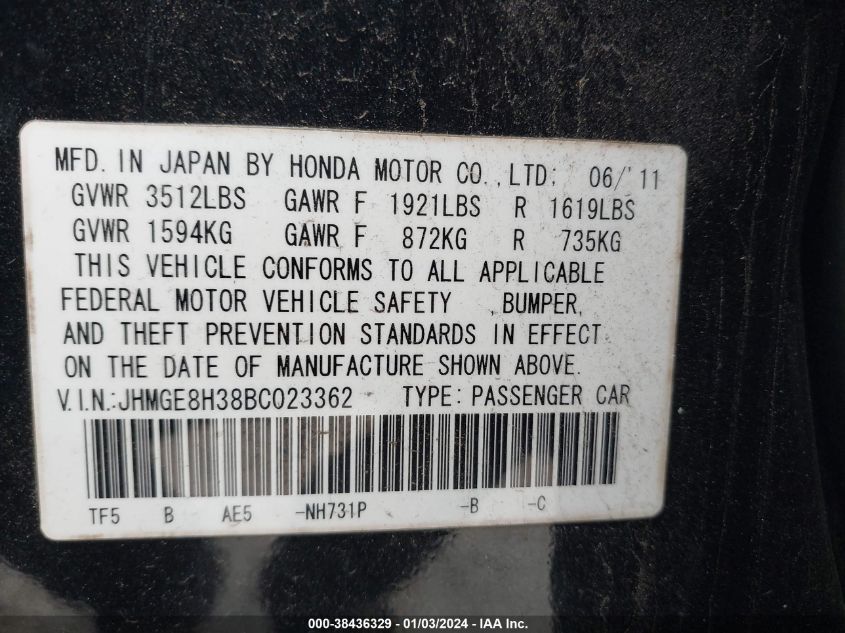 MFD. IN JAPAN BY HONDA MOTOR CO., LTD. 06/'11
GVWR 3512LBS GAWR F 1921LBS R 1619LBS
GVWR 1594KG GAWR F 872KG R 735KG
THIS VEHICLE CONFORMS TO ALL APPLICABLE
FEDERAL MOTOR VEHICLE SAFETY , BUMPER,
AND THEFT PREVENTION STANDARDS IN EFFECT
ON THE DATE OF MANUFACTURE SHOWN ABOVE.
V.I.N.:JHMGE8H38BC023362 TYPE: PASSENGER CAR
TF5 B AE5 -NH731P -B -C
000-38436329 - 01/03/2024 - IAA Inc.